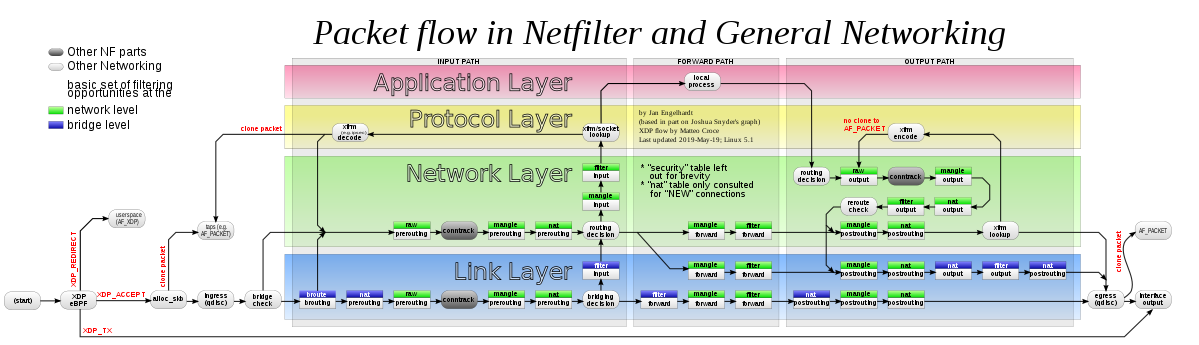 Packet flow in Netfilter and General Networking
Other NF parts
Other Networking
basic set of filtering
opportunities at the
network level
bridge level
INPUT PATH
FORWARD PATH
OUTPUT PATH
Application Layer
local
process
Protocol Layer
clone packet
xfrm
(e.g. ipsec)
decode
xfrm/socket
lookup
by Jan Engelhardt
(based in part on Joshua Snyder's graph)
XDP flow by Matteo Croce
Last updated 2019-May-19; Linux 5.1
no clone to
AF_PACKET
xfrm
encode
Network Layer
filter
input
mangle
input
* "security" table left
out for brevity
* "nat" table only consulted
for "NEW" connections
routing
decision
raw
output
conntrack
mangle
output
reroute
check
filter
output
nat
output
userspace
(AF_XDP)
taps (e.g.
AF_PACKET)
raw
prerouting
conntrack
mangle
prerouting
nat
prerouting
routing
decision
mangle
forward
filter
forward
mangle
postrouting
nat
postrouting
xfrm
lookup
AF_PACKET
XDP_REDIRECT
clone packet
clone packet
Link Layer
filter
input
mangle
forward
filter
forward
mangle
postrouting
nat
postrouting
nat
output
filter
output
nat
postrouting
(start)
XDP
eBPF
XDP_ACCEPT
alloc_skb
ingress
(qdisc)
bridge
check
broute
brouting
nat
prerouting
raw
prerouting
conntrack
mangle
prerouting
nat
prerouting
bridging
decision
filter
forward
mangle
forward
filter
forward
nat
postrouting
mangle
postrouting
nat
postrouting
egress
(qdisc)
interface
output
XDP_TX